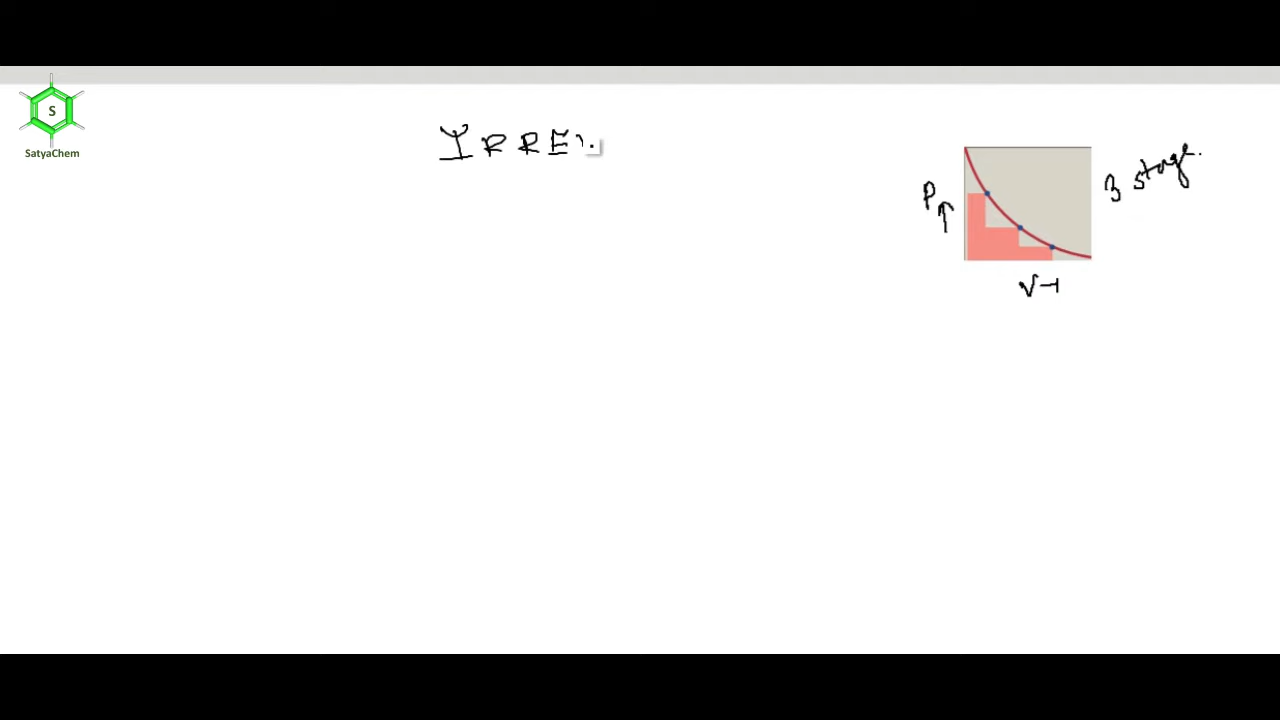 S
SatyaChem
IRREV
P↑
3 stage.
V→